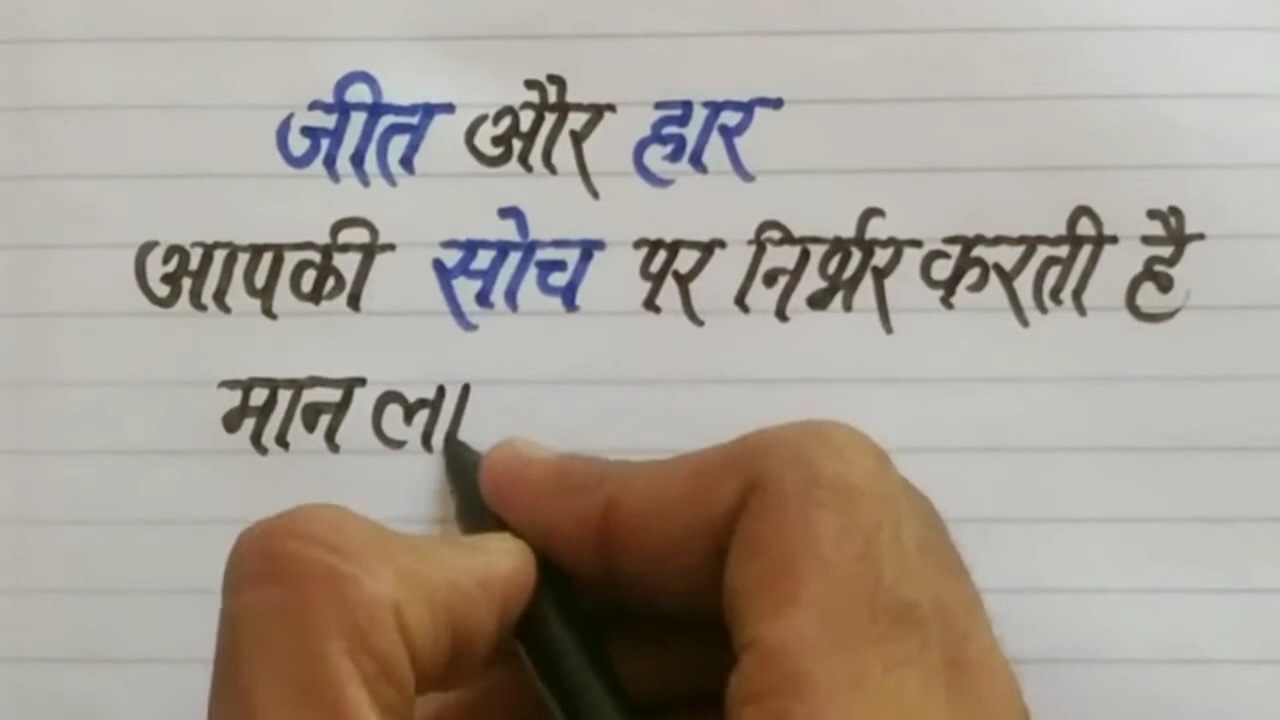 जीत और हार
आपकी सोच पर निर्भर करती है
मान ला